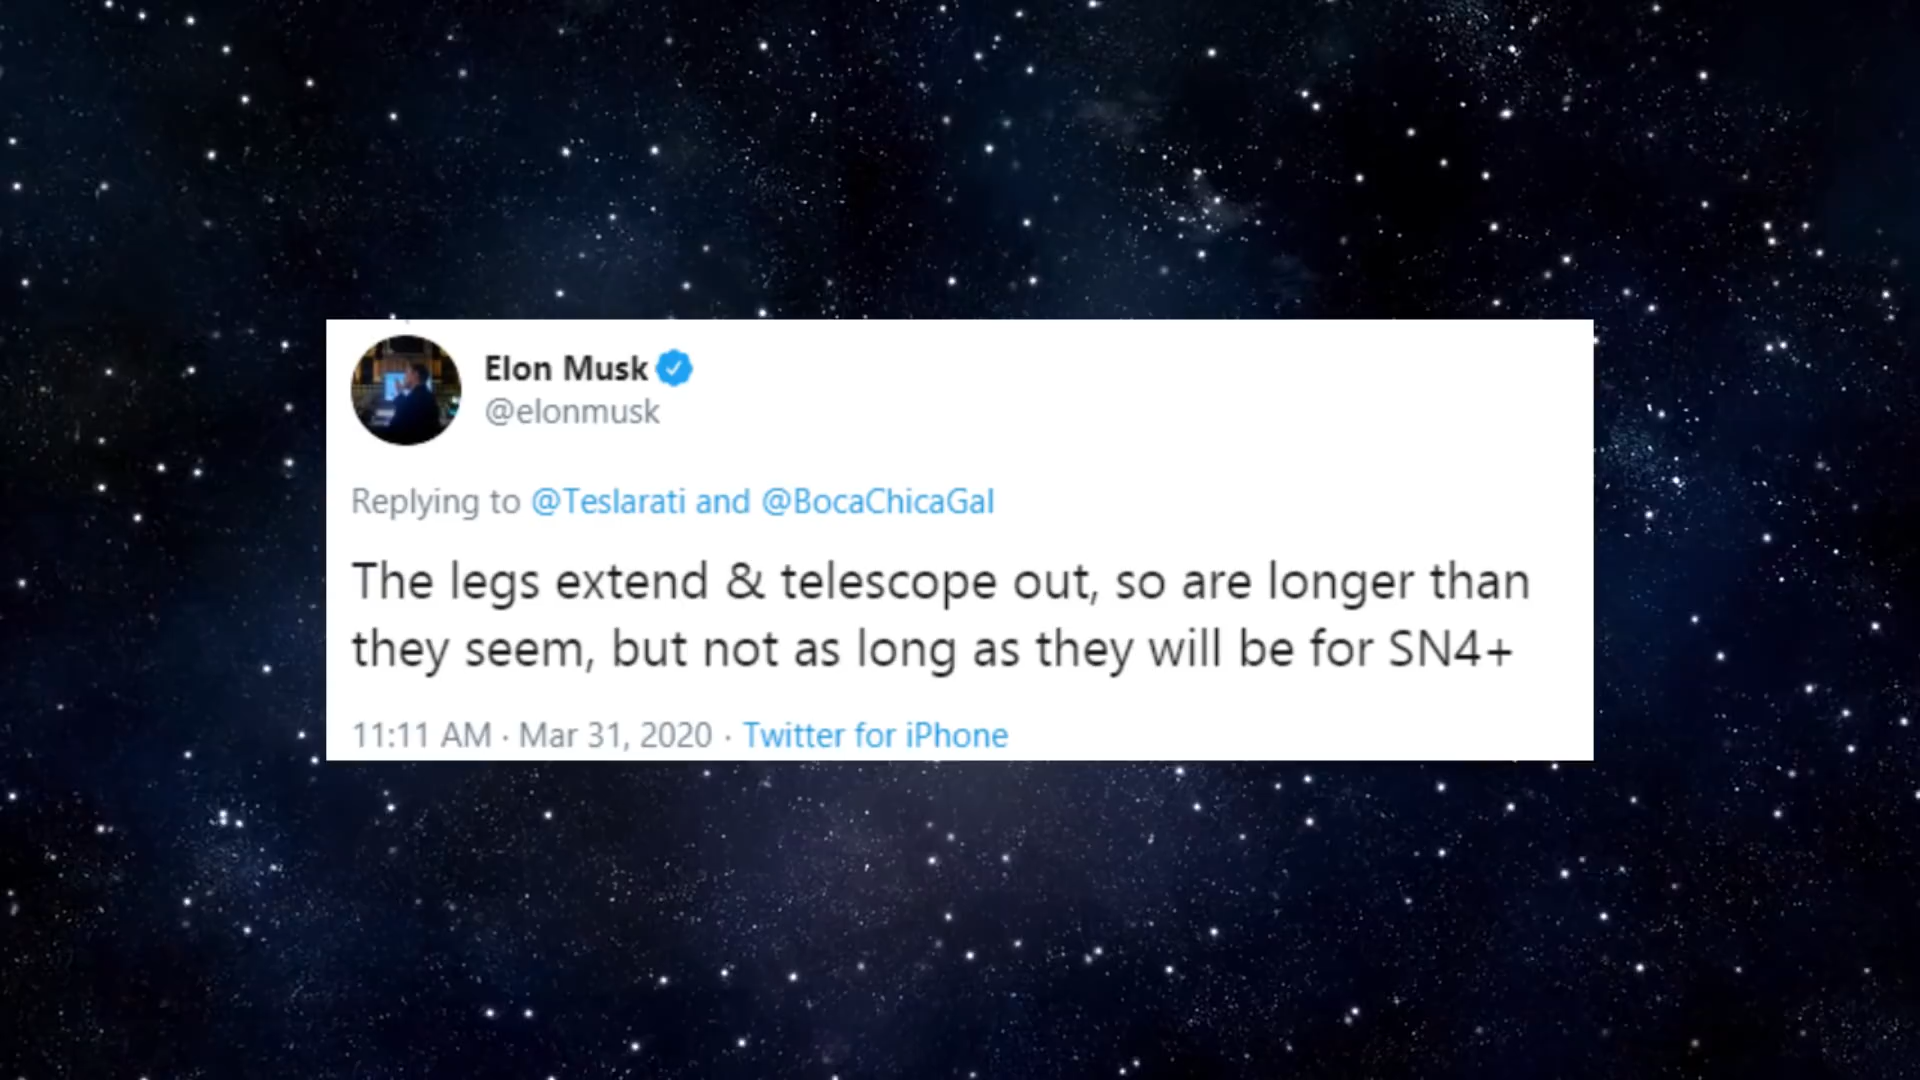 Elon Musk
@elonmusk
Replying to @Teslarati and @BocaChicaGal
The legs extend & telescope out, so are longer than
they seem, but not as long as they will be for SN4+
11:11 AM · Mar 31, 2020 · Twitter for iPhone